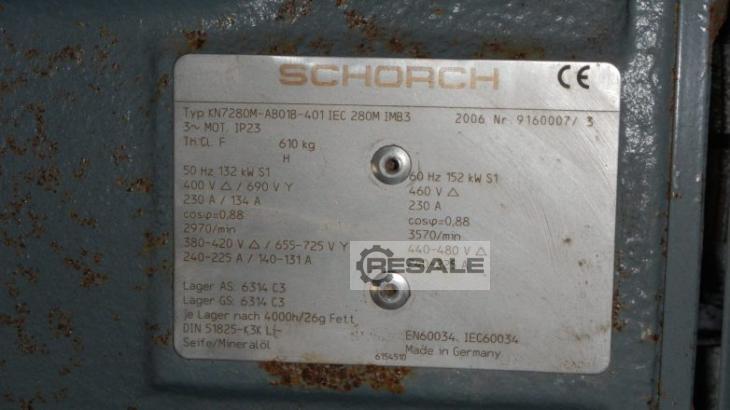 SCHORCH CE
Typ KN7280M-AB018-401 IEC 280M IMB3 2006 Nr. 9160007/ 3
3~ MOT. IP23
Th.CL. F 610 kg
H
50 Hz 132 kW S1
400 V △ / 690 V Y
230 A / 134 A
cosφ=0,88
2970/min
380-420 V △ / 655-725 V Y
240-225 A / 140-131 A
60 Hz 152 kW S1
460 V △
230 A
cosφ=0,88
3570/min
440-480 V △
RESALE
Lager AS: 6314 C3
Lager GS: 6314 C3
je Lager nach 4000h/26g Fett
DIN 51825-K3K
Seife/Mineralöl
6154510
EN60034, IEC60034
Made in Germany